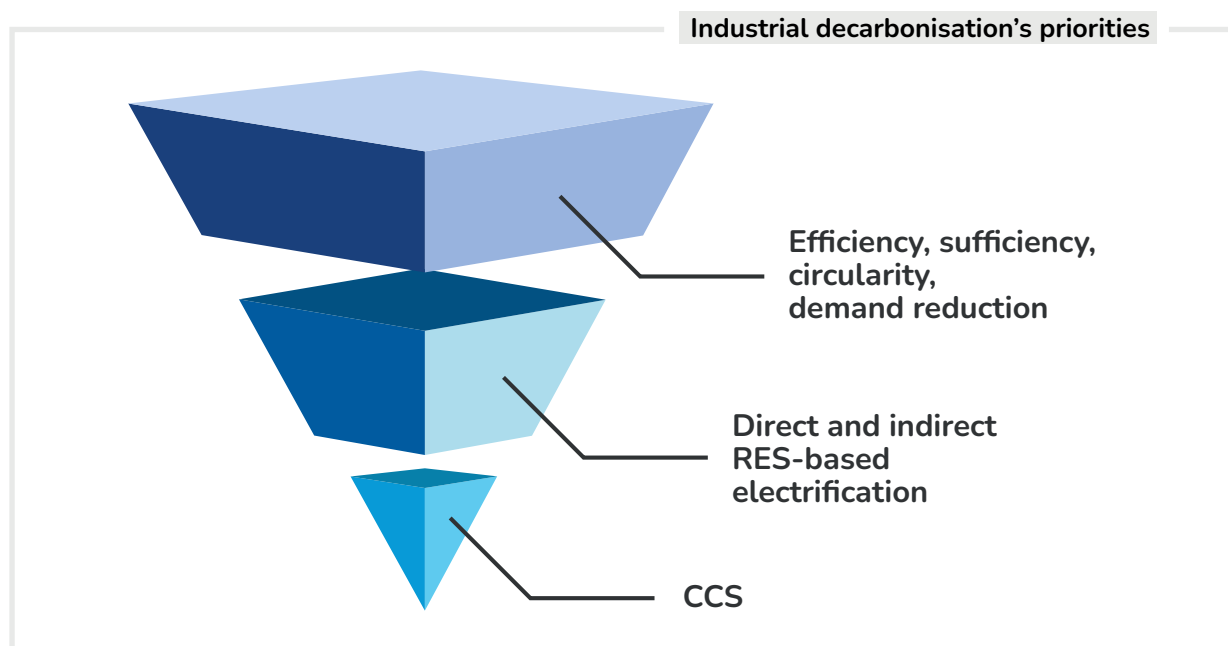 Industrial decarbonisation’s priorities
Efficiency, sufficiency,
circularity,
demand reduction
Direct and indirect
RES-based
electrification
CCS